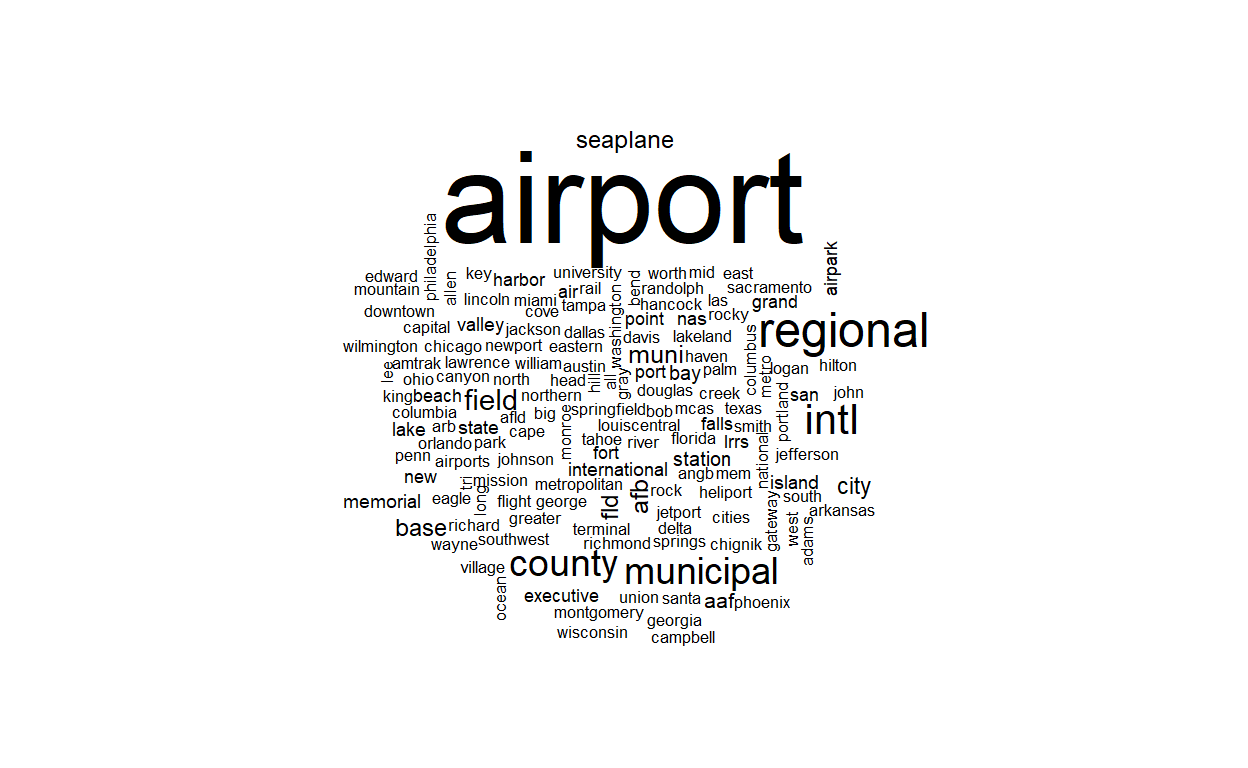 seaplane
airport
philadelphia
airpark
edward
allen
key
harbor
university
bend
worth
mid
east
mountain
lincoln
miami
air
rail
washington
randolph
sacramento
downtown
cove
tampa
hancock
las
grand
capital
valley
jackson
dallas
point
nas
rocky
regional
wilmington
chicago
newport
eastern
davis
lakeland
columbus
lee
amtrak
lawrence
william
austin
muni
haven
metro
logan
hilton
ohio
canyon
north
head
hill
all
gray
port
bay
palm
king
beach
field
northern
douglas
creek
portland
san
john
columbia
afld
big
monroe
springfield
bob
mcas
texas
intl
lake
arb
state
cape
louis
central
falls
smith
orlando
park
tahoe
river
florida
lrrs
national
penn
airports
johnson
fort
station
jefferson
new
tri
mission
international
angb
mem
island
city
memorial
eagle
long
flight
george
metropolitan
fld
afb
rock
heliport
gateway
south
base
richard
greater
jetport
cities
west
adams
arkansas
wayne
southwest
terminal
delta
richmond
springs
chignik
village
county
municipal
ocean
executive
union
santa
aaf
phoenix
montgomery
georgia
wisconsin
campbell